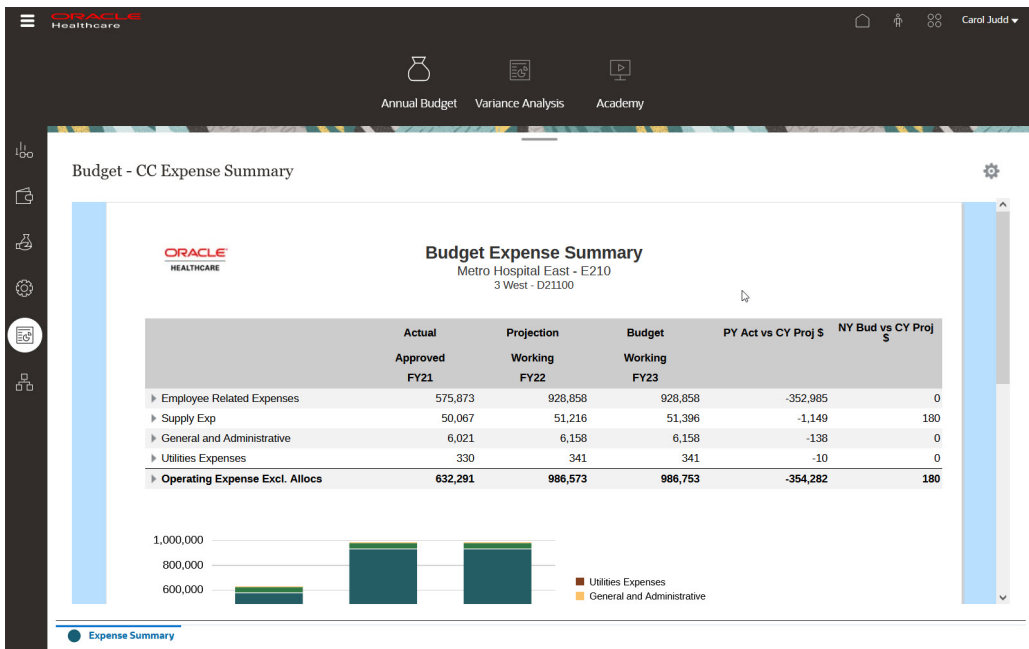 ORACLE
Healthcare
Carol Judd
Annual Budget Variance Analysis Academy
Budget - CC Expense Summary
ORACLE
HEALTHCARE
Budget Expense Summary
Metro Hospital East - E210
3 West - D21100
Actual Projection Budget PY Act vs CY Proj $ NY Bud vs CY Proj $
Approved Working Working
FY21 FY22 FY23
Employee Related Expenses 575,873 928,858 928,858 -352,985 0
Supply Exp 50,067 51,216 51,396 -1,149 180
General and Administrative 6,021 6,158 6,158 -138 0
Utilities Expenses 330 341 341 -10 0
Operating Expense Excl. Allocs 632,291 986,573 986,753 -354,282 180
1,000,000
800,000
600,000
Utilities Expenses
General and Administrative
Expense Summary